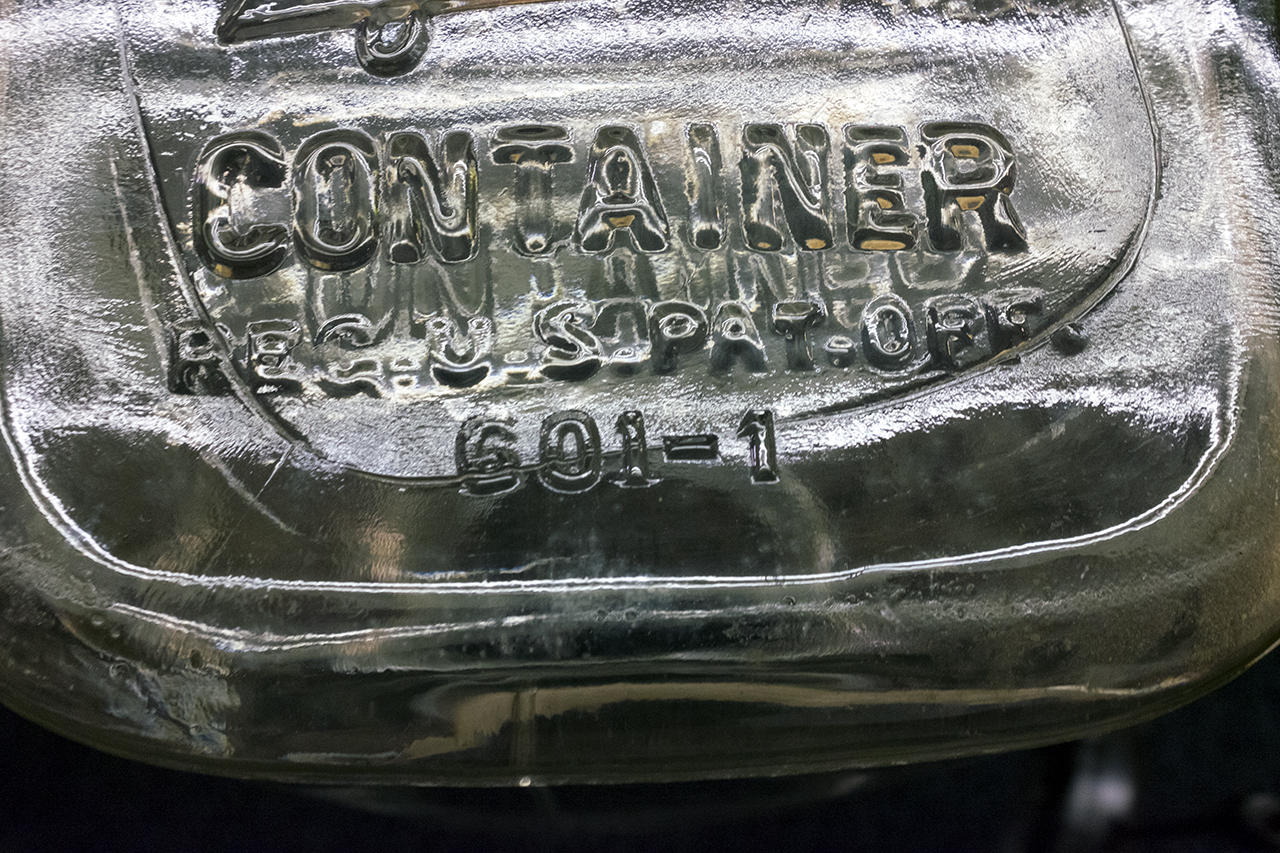 CONTAINER
REG.U.S.PAT.OFF.
601-1